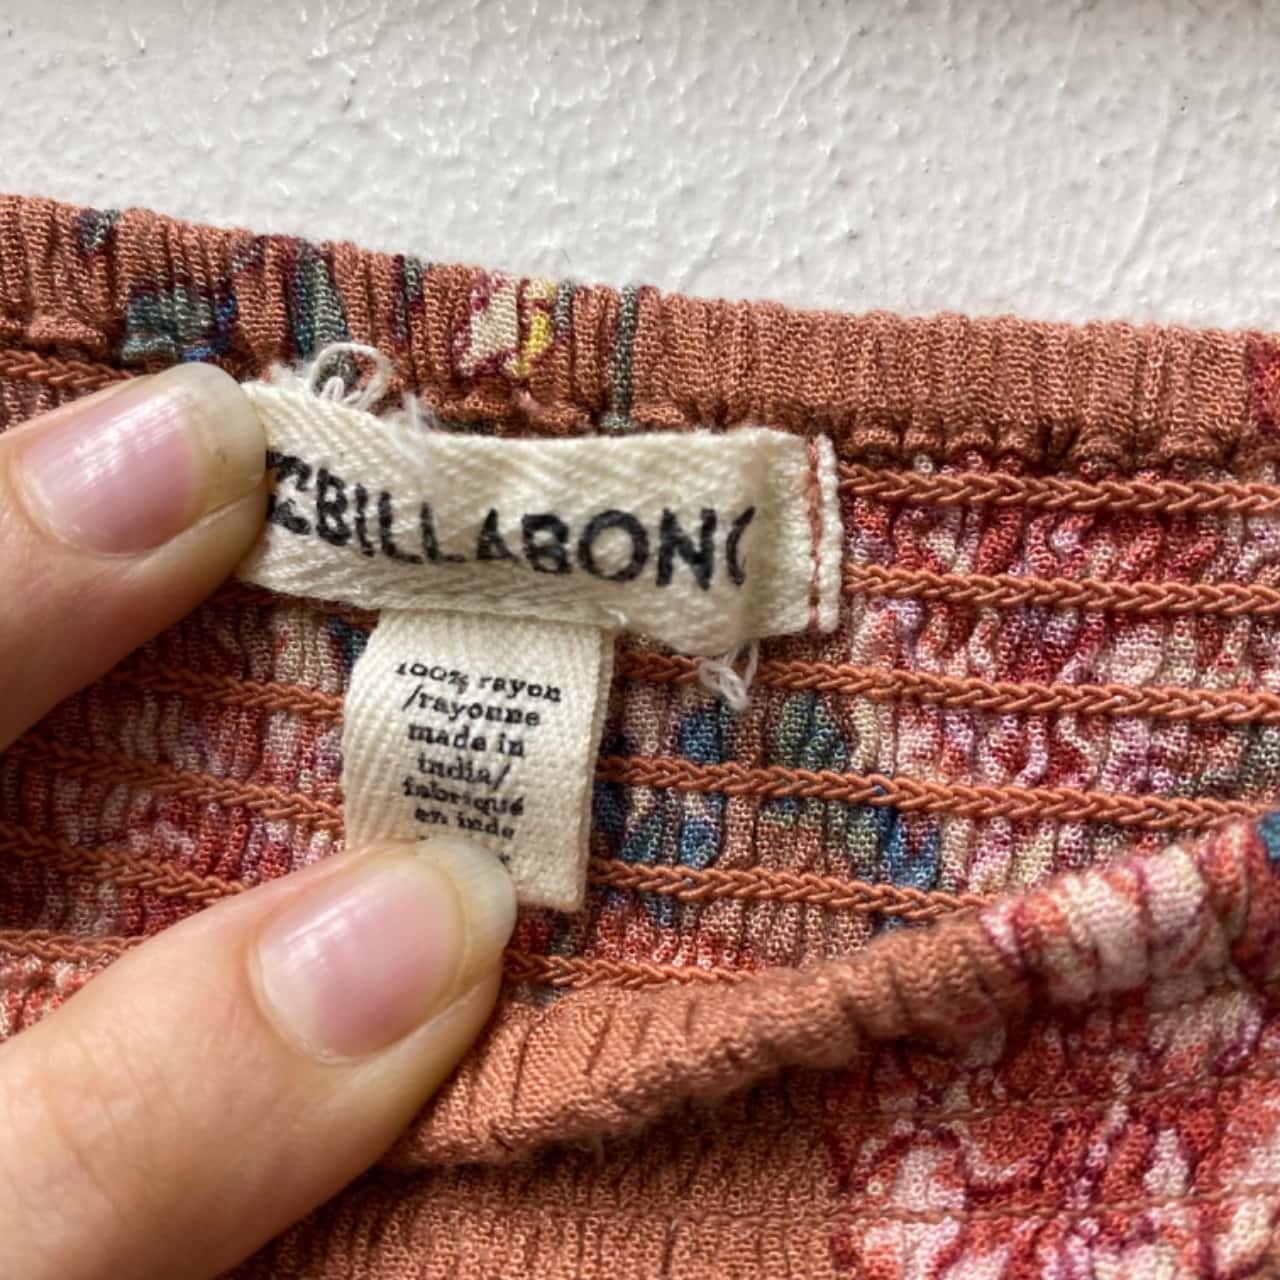 BILLABONG
100% rayon
/rayonne
made in
india/
fabriqué
en inde